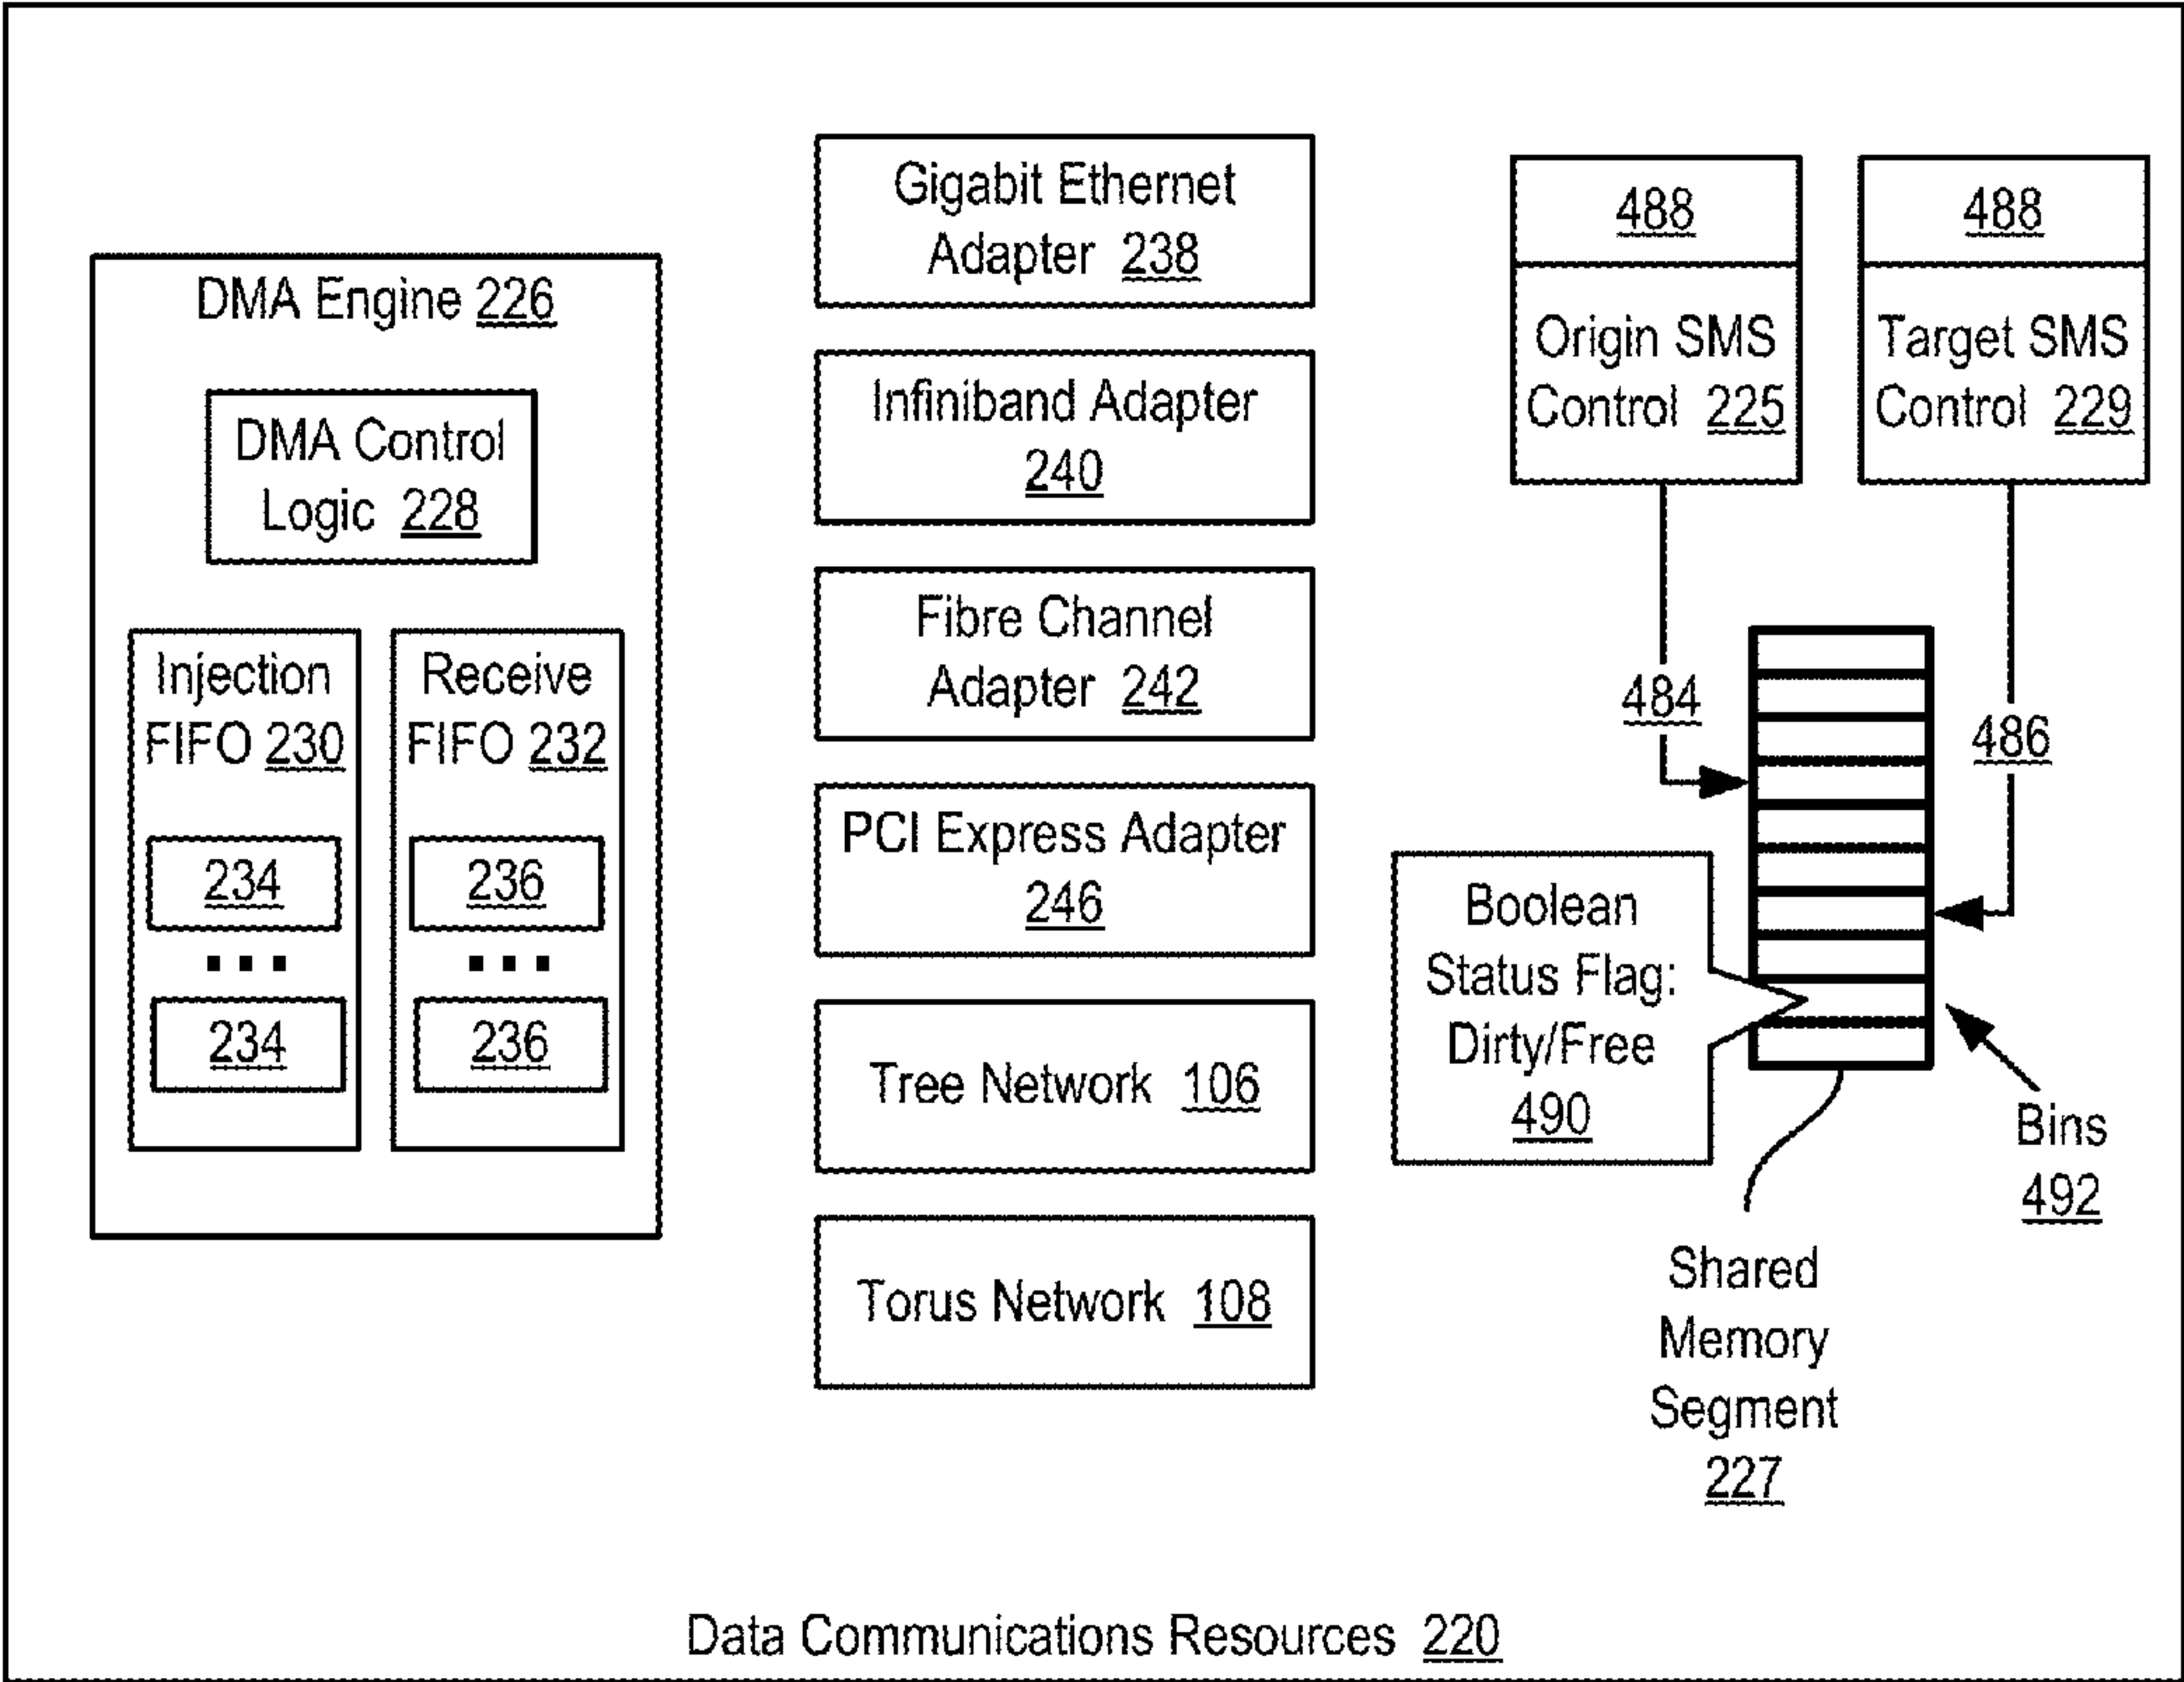 DMA Engine 226
DMA Control
Logic 228
Injection
FIFO 230
234
...
234
Receive
FIFO 232
236
...
236
Gigabit Ethernet
Adapter 238
Infiniband Adapter
240
Fibre Channel
Adapter 242
PCI Express Adapter
246
Tree Network 106
Torus Network 108
488
Origin SMS
Control 225
488
Target SMS
Control 229
484
486
Boolean
Status Flag:
Dirty/Free
490
Bins
492
Shared
Memory
Segment
227
Data Communications Resources 220